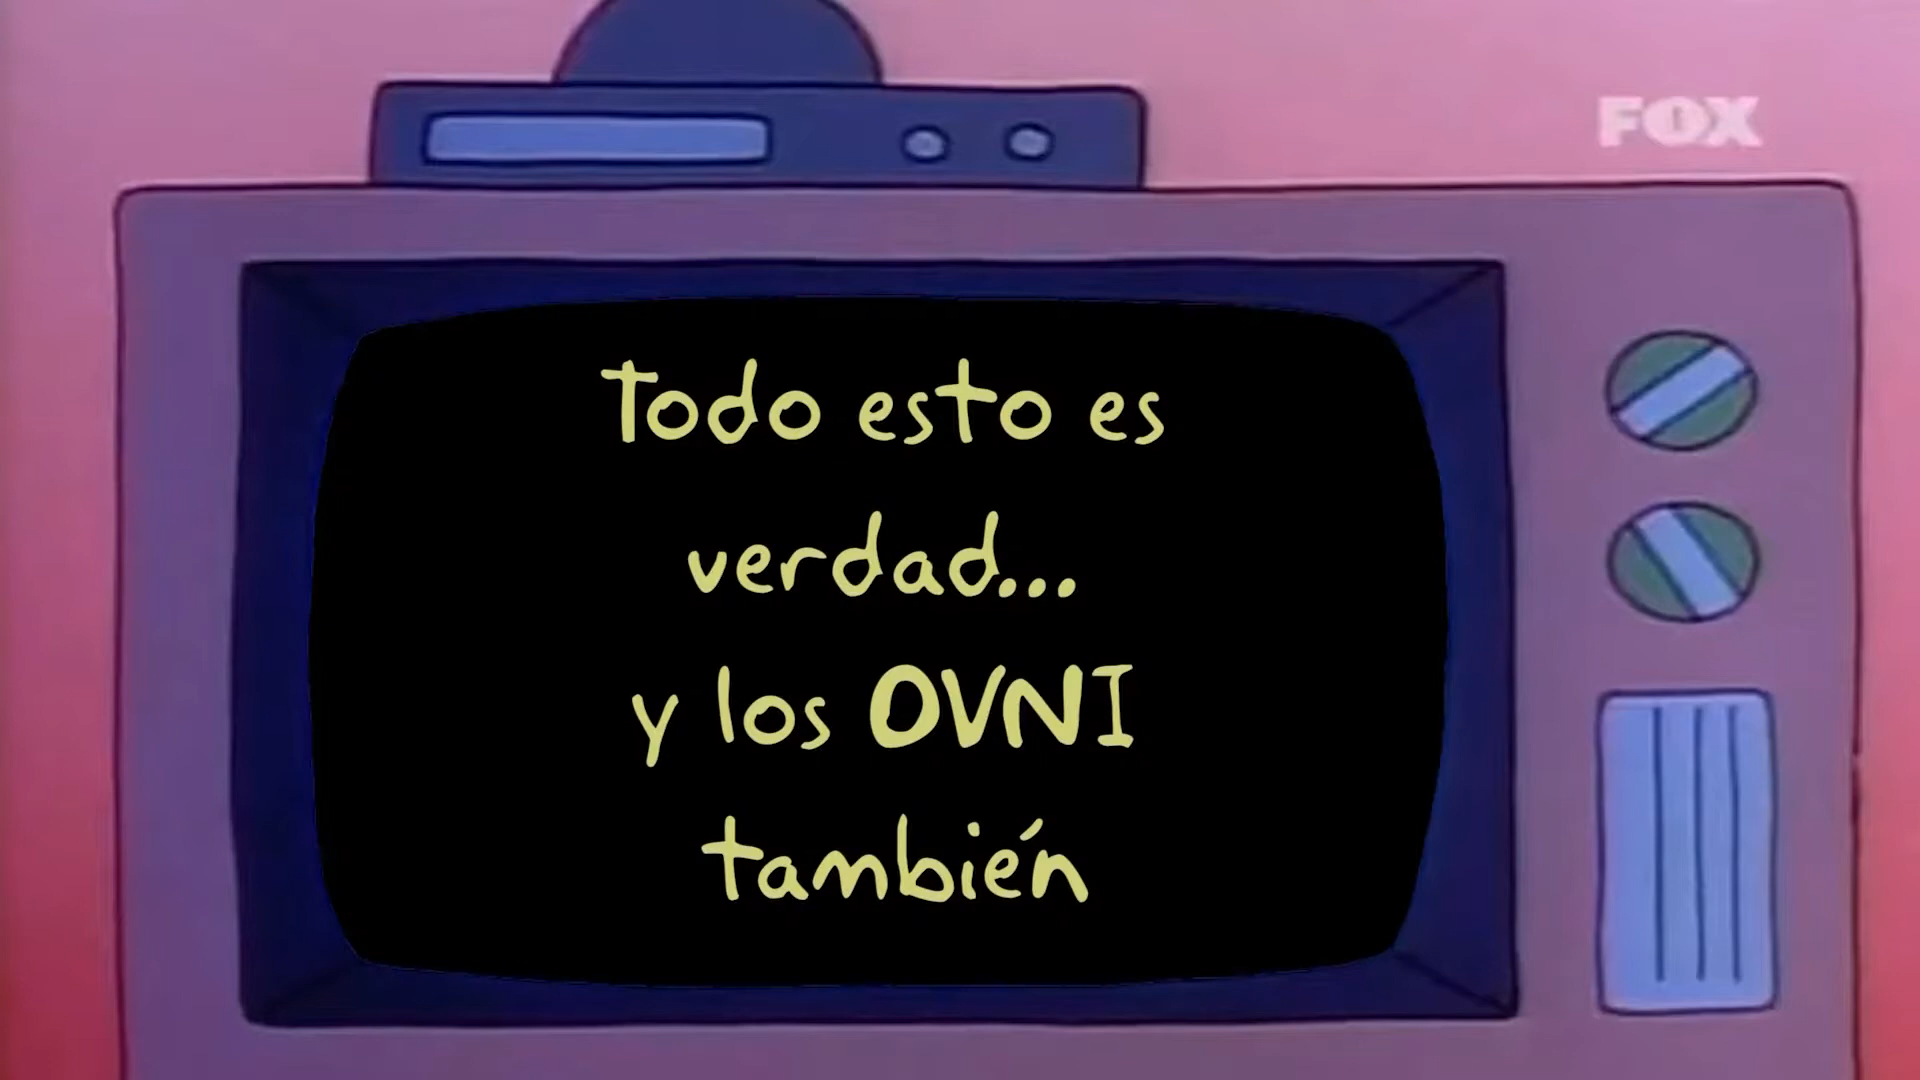 FOX
Todo esto es
verdad...
y los OVNI
también